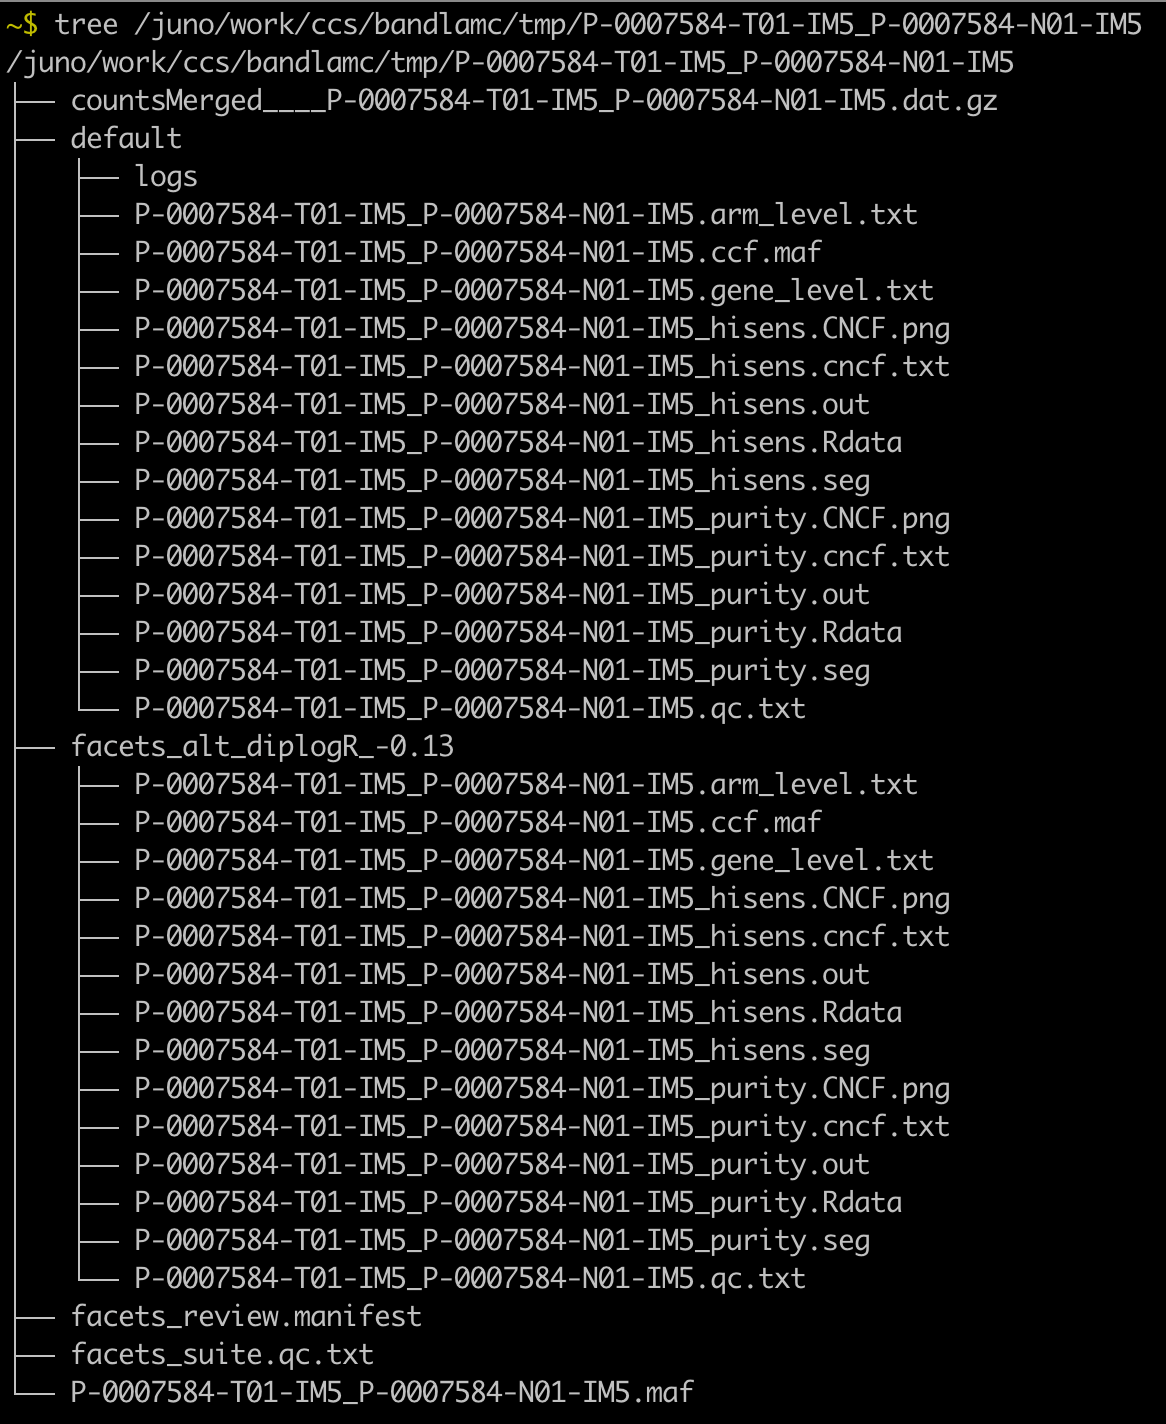 ~$ tree /juno/work/ccs/bandlamc/tmp/P-0007584-T01-IM5_P-0007584-N01-IM5
/juno/work/ccs/bandlamc/tmp/P-0007584-T01-IM5_P-0007584-N01-IM5
├── countsMerged____P-0007584-T01-IM5_P-0007584-N01-IM5.dat.gz
├── default
│   ├── logs
│   ├── P-0007584-T01-IM5_P-0007584-N01-IM5.arm_level.txt
│   ├── P-0007584-T01-IM5_P-0007584-N01-IM5.ccf.maf
│   ├── P-0007584-T01-IM5_P-0007584-N01-IM5.gene_level.txt
│   ├── P-0007584-T01-IM5_P-0007584-N01-IM5_hisens.CNCF.png
│   ├── P-0007584-T01-IM5_P-0007584-N01-IM5_hisens.cncf.txt
│   ├── P-0007584-T01-IM5_P-0007584-N01-IM5_hisens.out
│   ├── P-0007584-T01-IM5_P-0007584-N01-IM5_hisens.Rdata
│   ├── P-0007584-T01-IM5_P-0007584-N01-IM5_hisens.seg
│   ├── P-0007584-T01-IM5_P-0007584-N01-IM5_purity.CNCF.png
│   ├── P-0007584-T01-IM5_P-0007584-N01-IM5_purity.cncf.txt
│   ├── P-0007584-T01-IM5_P-0007584-N01-IM5_purity.out
│   ├── P-0007584-T01-IM5_P-0007584-N01-IM5_purity.Rdata
│   ├── P-0007584-T01-IM5_P-0007584-N01-IM5_purity.seg
│   └── P-0007584-T01-IM5_P-0007584-N01-IM5.qc.txt
├── facets_alt_diplogR_-0.13
│   ├── P-0007584-T01-IM5_P-0007584-N01-IM5.arm_level.txt
│   ├── P-0007584-T01-IM5_P-0007584-N01-IM5.ccf.maf
│   ├── P-0007584-T01-IM5_P-0007584-N01-IM5.gene_level.txt
│   ├── P-0007584-T01-IM5_P-0007584-N01-IM5_hisens.CNCF.png
│   ├── P-0007584-T01-IM5_P-0007584-N01-IM5_hisens.cncf.txt
│   ├── P-0007584-T01-IM5_P-0007584-N01-IM5_hisens.out
│   ├── P-0007584-T01-IM5_P-0007584-N01-IM5_hisens.Rdata
│   ├── P-0007584-T01-IM5_P-0007584-N01-IM5_hisens.seg
│   ├── P-0007584-T01-IM5_P-0007584-N01-IM5_purity.CNCF.png
│   ├── P-0007584-T01-IM5_P-0007584-N01-IM5_purity.cncf.txt
│   ├── P-0007584-T01-IM5_P-0007584-N01-IM5_purity.out
│   ├── P-0007584-T01-IM5_P-0007584-N01-IM5_purity.Rdata
│   ├── P-0007584-T01-IM5_P-0007584-N01-IM5_purity.seg
│   └── P-0007584-T01-IM5_P-0007584-N01-IM5.qc.txt
├── facets_review.manifest
├── facets_suite.qc.txt
└── P-0007584-T01-IM5_P-0007584-N01-IM5.maf